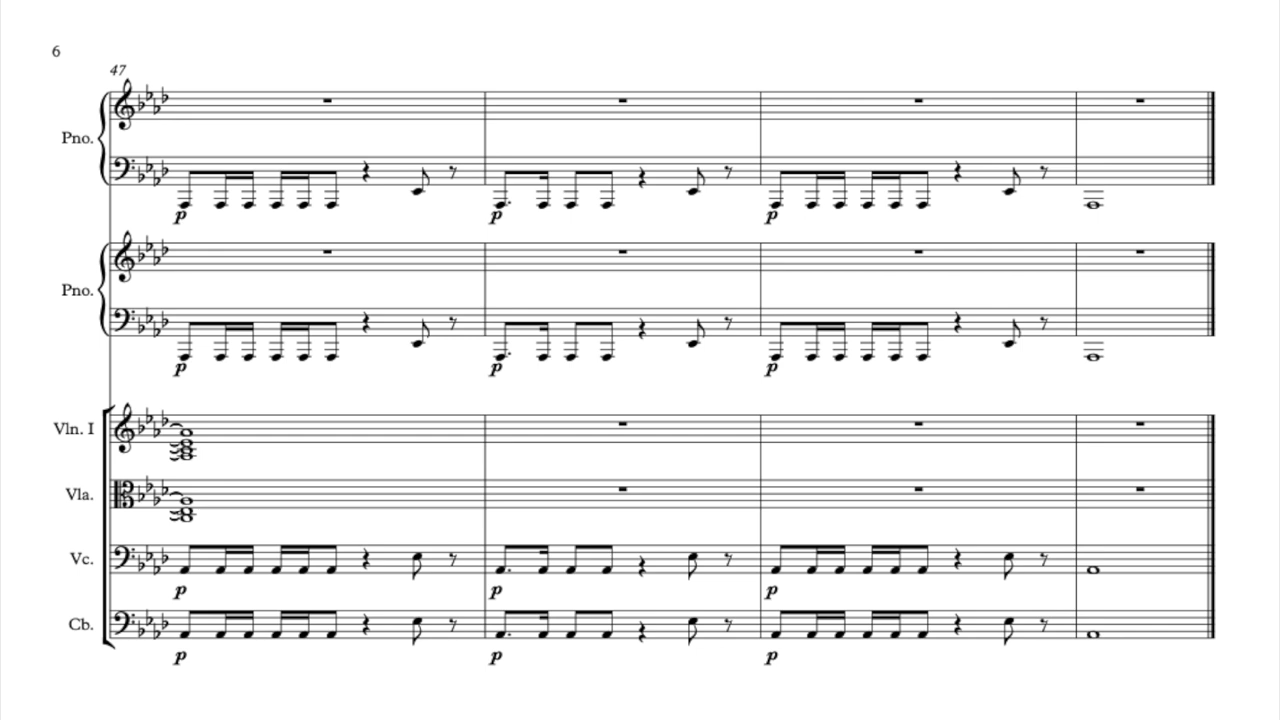 6
47
Pno.
p p p
Pno.
p p p
Vln. I
Vla.
Vc.
p p p
Cb.
p p p